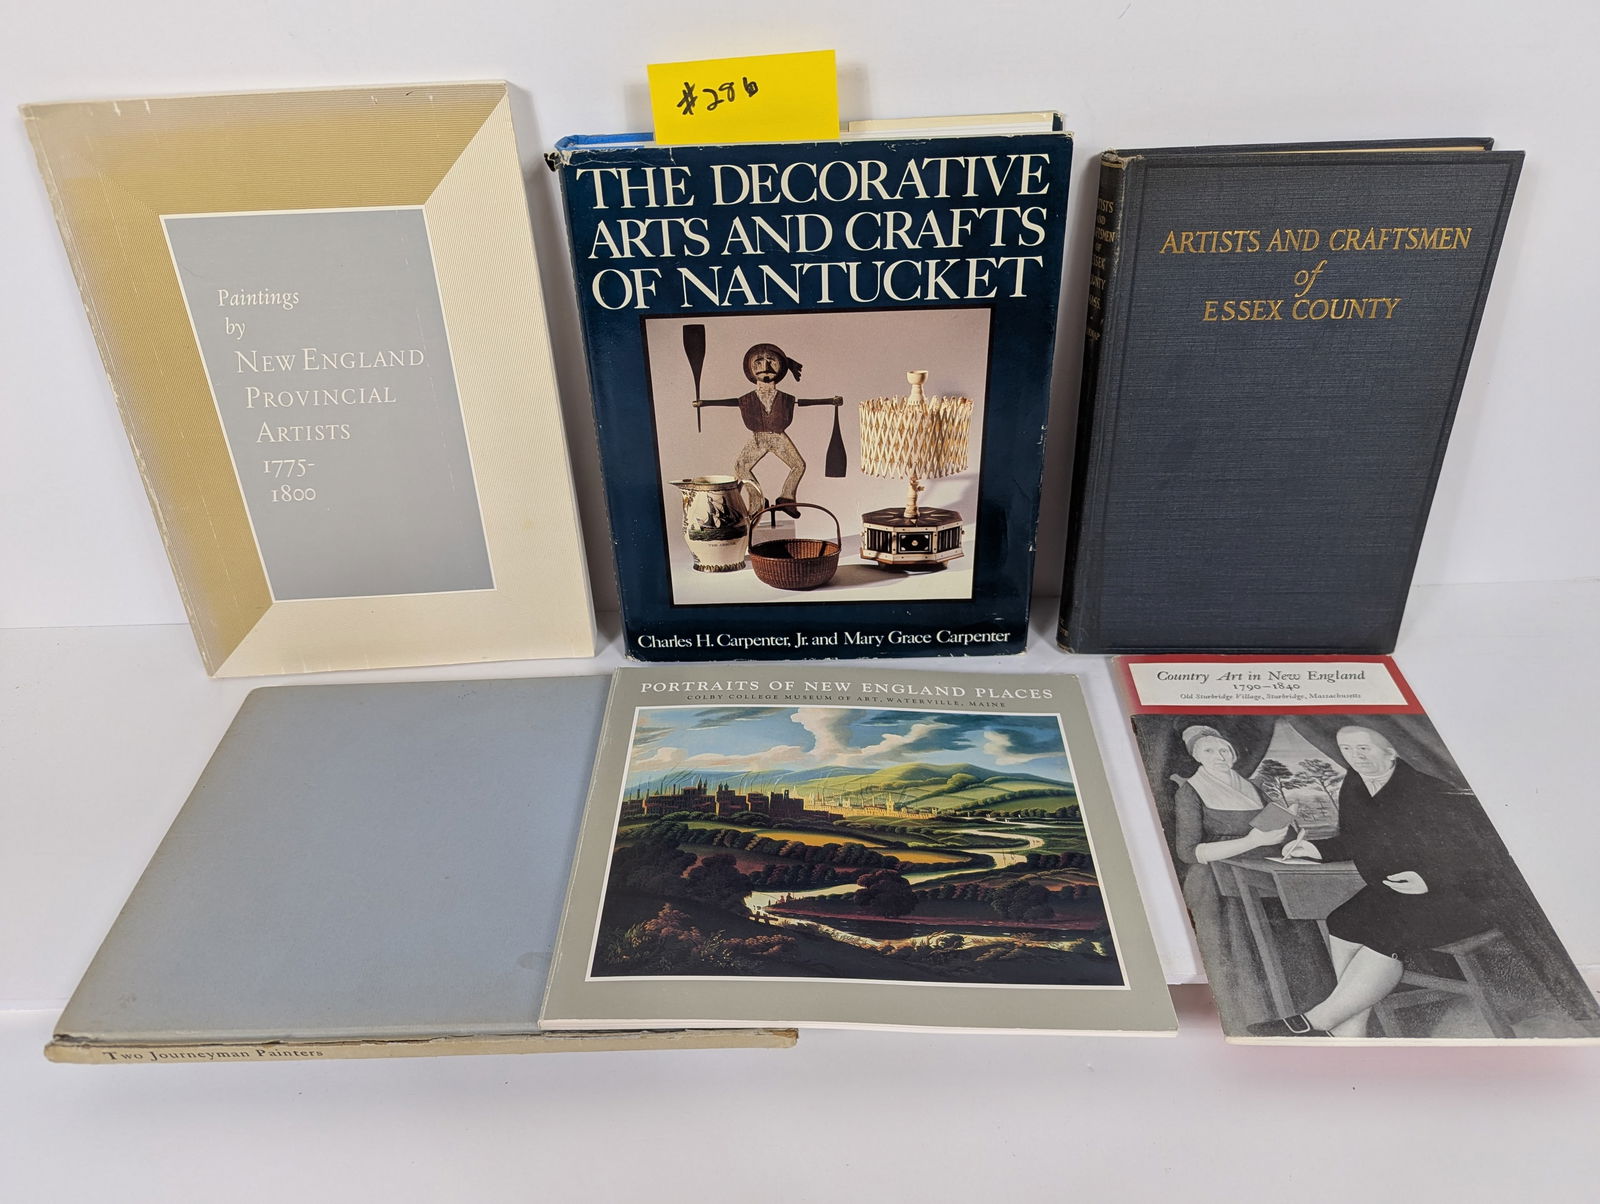 #286
Paintings
by
NEW ENGLAND
PROVINCIAL
ARTISTS
1775-
1800
THE DECORATIVE
ARTS AND CRAFTS
OF NANTUCKET
Charles H. Carpenter, Jr. and Mary Grace Carpenter
ARTISTS AND CRAFTSMEN
of
ESSEX COUNTY
Two Journeyman Painters
PORTRAITS OF NEW ENGLAND PLACES
COLBY COLLEGE MUSEUM OF ART, WATERVILLE, MAINE
Country Art in New England
1790-1840
Old Sturbridge Village, Sturbridge, Massachusetts